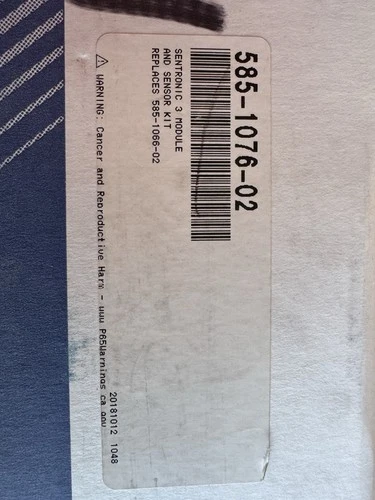 585-1076-02
SENTRONIC 3 MODULE
AND SENSOR KIT
REPLACES 585-1066-02
⚠ WARNING: Cancer and Reproductive Harm - www P65Warnings ca gov
20181012 1048